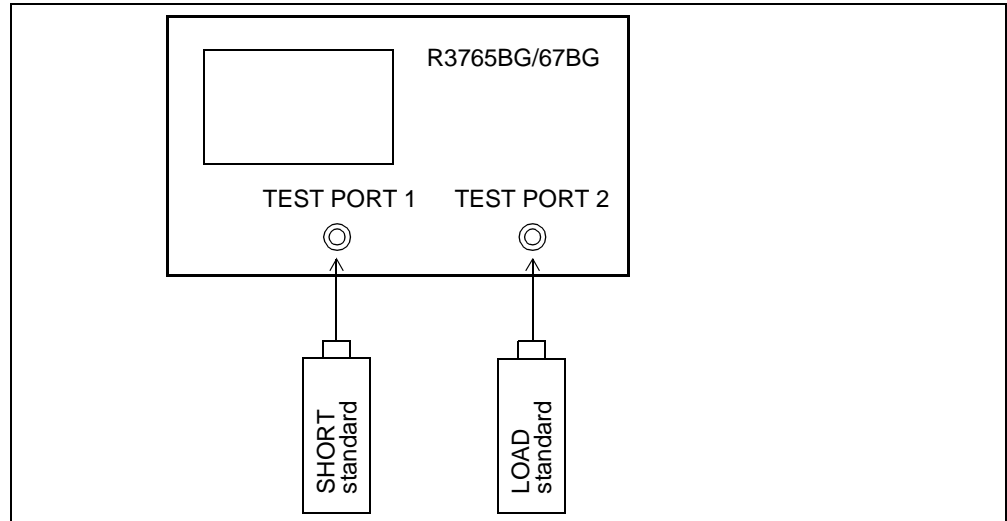 R3765BG/67BG
TEST PORT 1
TEST PORT 2
SHORT
standard
LOAD
standard